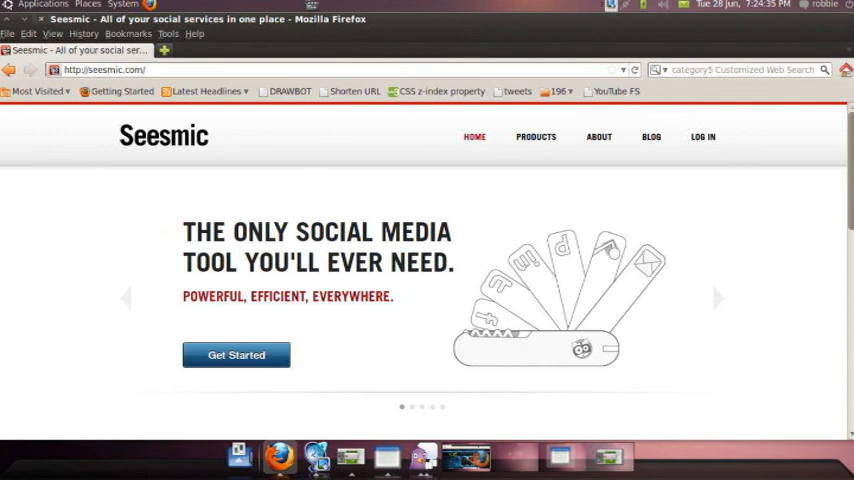 Applications Places System
Tue 28 Jun, 7:24:35 PM robbie
Seesmic - All of your social services in one place - Mozilla Firefox
File Edit View History Bookmarks Tools Help
Seesmic - All of your social ser...
http://seesmic.com/
category5 Customized Web Search
Most Visited Getting Started Latest Headlines DRAWBOT Shorten URL CSS z-index property tweets 196 YouTube FS
Seesmic
HOME PRODUCTS ABOUT BLOG LOG IN
THE ONLY SOCIAL MEDIA
TOOL YOU'LL EVER NEED.
POWERFUL, EFFICIENT, EVERYWHERE.
Get Started